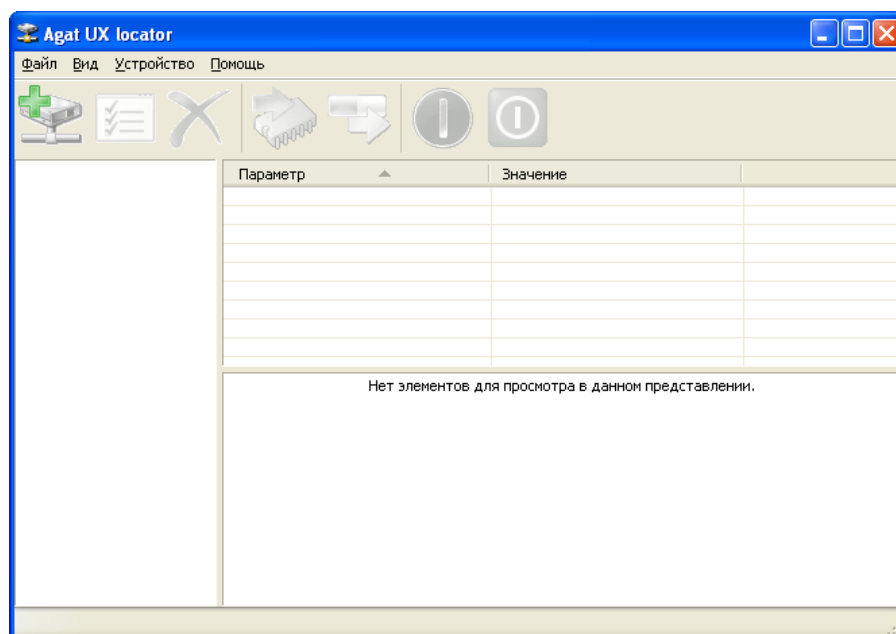 Agat UX locator
Файл Вид Устройство Помощь
Параметр Значение
Нет элементов для просмотра в данном представлении.